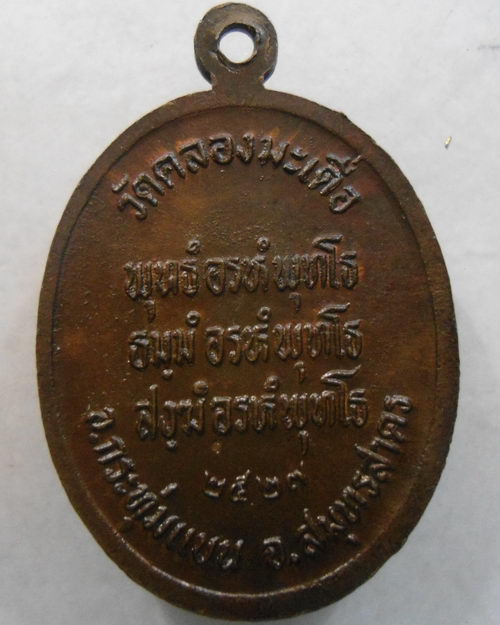 วัดคลองมะเดื่อ
พุทธํ อรหํ พุทโธ
ธมฺมํ อรหํ พุทโธ
สงฺฆํ อรหํ พุทโธ
๒๕๒๗
อ.กระทุ่มแบน จ.สมุทรสาคร